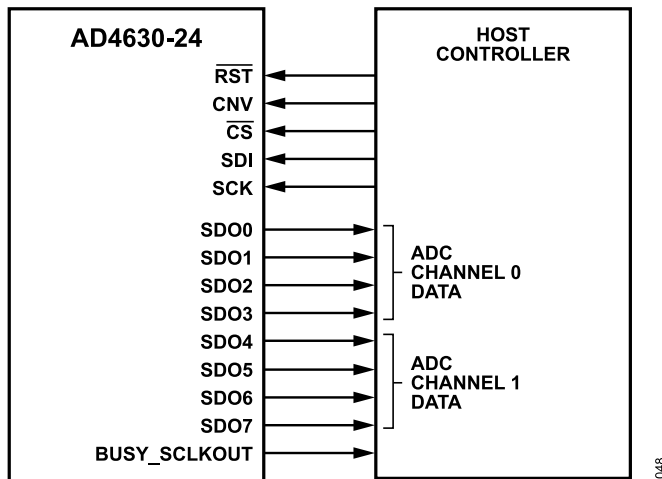 AD4630-24
RST
CNV
CS
SDI
SCK
SDO0
SDO1
SDO2
SDO3
SDO4
SDO5
SDO6
SDO7
BUSY_SCLKOUT
HOST
CONTROLLER
ADC
CHANNEL 0
DATA
ADC
CHANNEL 1
DATA
048